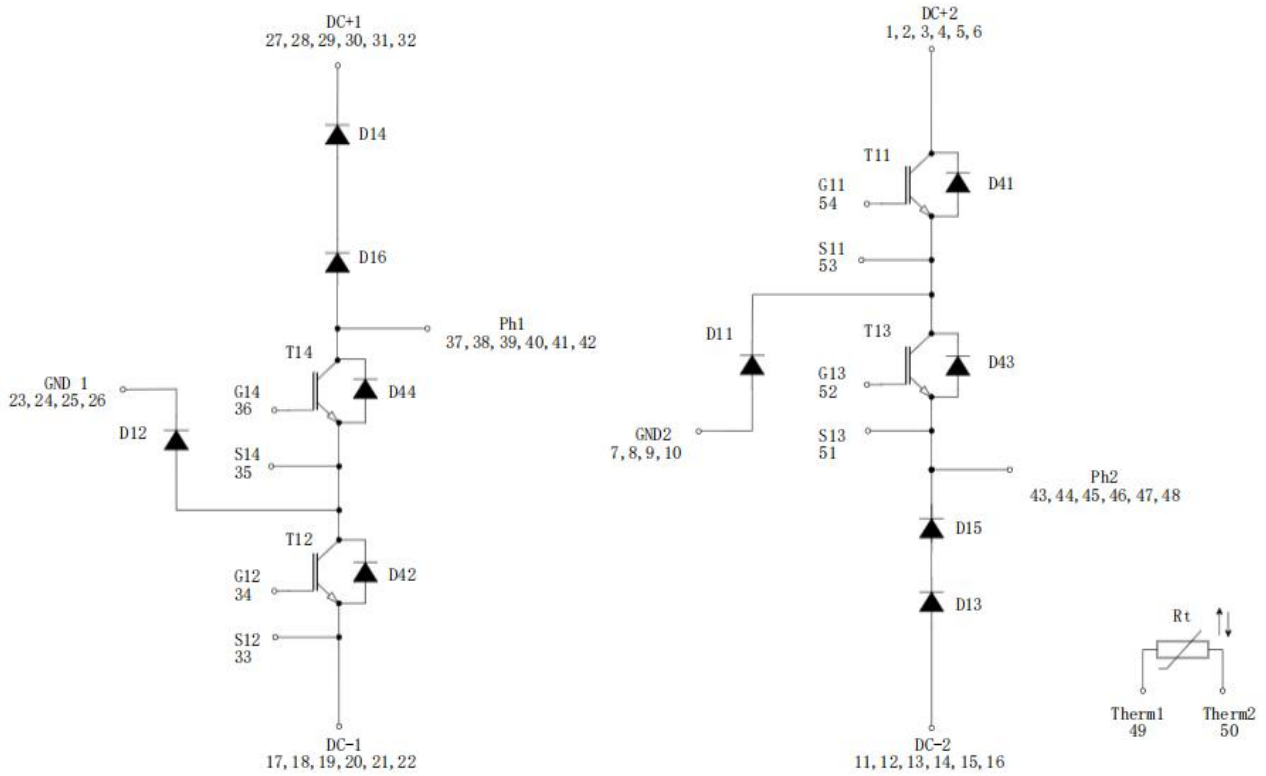 DC+1
27, 28, 29, 30, 31, 32
D14
D16
Ph1
37, 38, 39, 40, 41, 42
T14
GND 1
23, 24, 25, 26
G14
36
D44
D12
S14
35
T12
G12
34
D42
S12
33
DC-1
17, 18, 19, 20, 21, 22
DC+2
1, 2, 3, 4, 5, 6
T11
G11
54
D41
S11
53
D11
T13
G13
52
D43
GND2
7, 8, 9, 10
S13
51
Ph2
43, 44, 45, 46, 47, 48
D15
D13
DC-2
11, 12, 13, 14, 15, 16
Rt
Therm1
49
Therm2
50